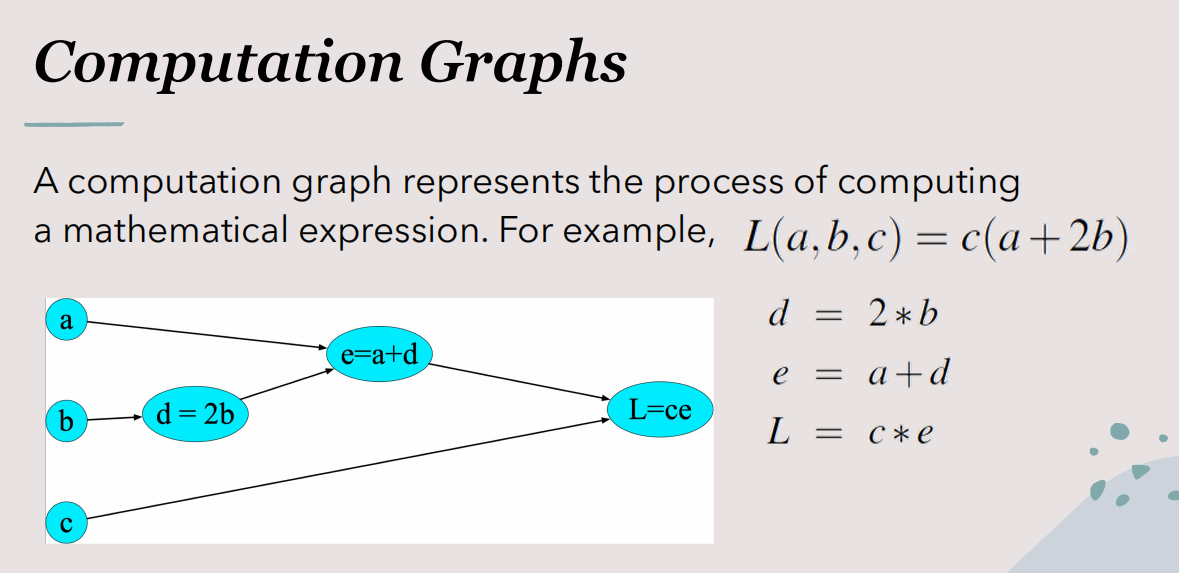 Computation Graphs
A computation graph represents the process of computing
a mathematical expression. For example, L(a,b,c) = c(a+2b)
a
e=a+d
b
d = 2b
L=ce
c
d = 2*b
e = a+d
L = c*e